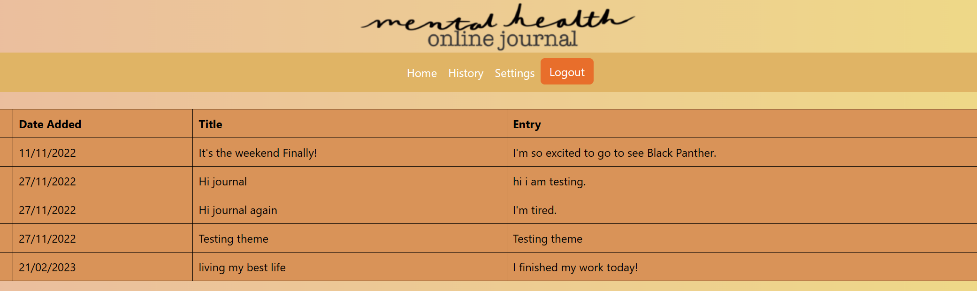 mental health
online journal
Home History Settings Logout
Date Added Title Entry
11/11/2022 It's the weekend Finally! I'm so excited to go to see Black Panther.
27/11/2022 Hi journal hi i am testing.
27/11/2022 Hi journal again I'm tired.
27/11/2022 Testing theme Testing theme
21/02/2023 living my best life I finished my work today!